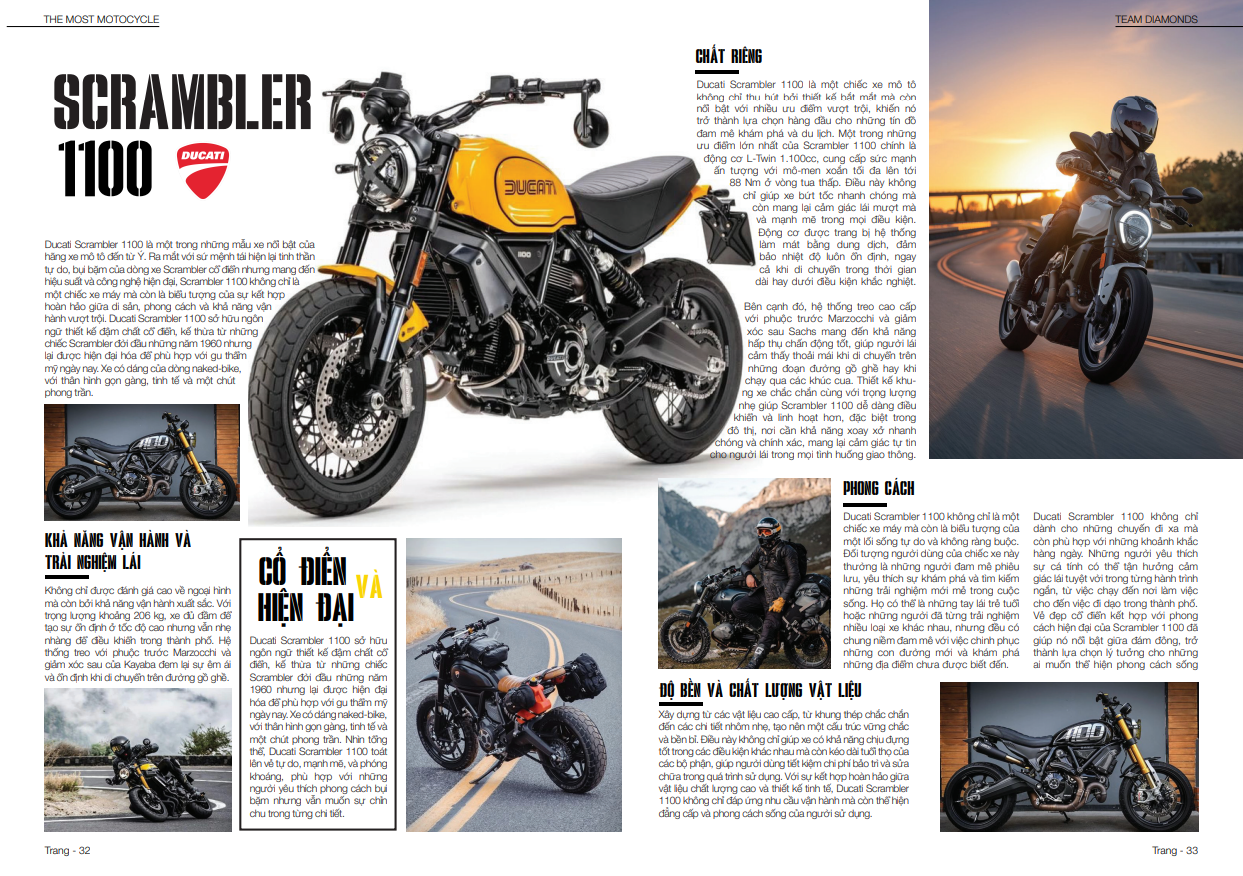 THE MOST MOTOCYCLE
SCRAMBLER
1100
DUCATI
Ducati Scrambler 1100 là một trong những mẫu xe nổi bật của
hãng xe mô tô đến từ Ý. Ra mắt với sứ mệnh tái hiện lại tinh thần
tự do, bụi bặm của dòng xe Scrambler cổ điển nhưng mang đến
hiệu suất và công nghệ hiện đại, Scrambler 1100 không chỉ là
một chiếc xe máy mà còn là biểu tượng của sự kết hợp
hoàn hảo giữa di sản, phong cách và khả năng vận
hành vượt trội. Ducati Scrambler 1100 sở hữu ngôn
ngữ thiết kế đậm chất cổ điển, kế thừa từ những
chiếc Scrambler đời đầu những năm 1960 nhưng
lại được hiện đại hóa để phù hợp với gu thẩm
mỹ ngày nay. Xe có dáng của dòng naked-bike,
với thân hình gọn gàng, tinh tế và một chút
phong trần.
DUCATI
1100
1100
KHẢ NĂNG VẬN HÀNH VÀ
TRẢI NGHIỆM LÁI
Không chỉ được đánh giá cao về ngoại hình
mà còn bởi khả năng vận hành xuất sắc. Với
trọng lượng khoảng 206 kg, xe đủ đầm để
tạo sự ổn định ở tốc độ cao nhưng vẫn nhẹ
nhàng để điều khiển trong thành phố. Hệ
thống treo với phuộc trước Marzocchi và
giảm xóc sau của Kayaba đem lại sự êm ái
và ổn định khi di chuyển trên đường gồ ghề.
CỔ ĐIỂN
VÀ
HIỆN ĐẠI
Ducati Scrambler 1100 sở hữu
ngôn ngữ thiết kế đậm chất cổ
điển, kế thừa từ những chiếc
Scrambler đời đầu những năm
1960 nhưng lại được hiện đại
hóa để phù hợp với gu thẩm mỹ
ngày nay. Xe có dáng naked-bike,
với thân hình gọn gàng, tinh tế và
một chút phong trần. Nhìn tổng
thể, Ducati Scrambler 1100 toát
lên vẻ tự do, mạnh mẽ, và phóng
khoáng, phù hợp với những
người yêu thích phong cách bụi
bặm nhưng vẫn muốn sự chỉn
chu trong từng chi tiết.
Trang - 32
TEAM DIAMONDS
CHẤT RIÊNG
Ducati Scrambler 1100 là một chiếc xe mô tô
không chỉ thu hút bởi thiết kế bắt mắt mà còn
nổi bật với nhiều ưu điểm vượt trội, khiến nó
trở thành lựa chọn hàng đầu cho những tín đồ
đam mê khám phá và du lịch. Một trong những
ưu điểm lớn nhất của Scrambler 1100 chính là
động cơ L-Twin 1.100cc, cung cấp sức mạnh
ấn tượng với mô-men xoắn tối đa lên tới
88 Nm ở vòng tua thấp. Điều này không
chỉ giúp xe bứt tốc nhanh chóng mà
còn mang lại cảm giác lái mượt mà
và mạnh mẽ trong mọi điều kiện.
Động cơ được trang bị hệ thống
làm mát bằng dung dịch, đảm
bảo nhiệt độ luôn ổn định, ngay
cả khi di chuyển trong thời gian
dài hay dưới điều kiện khắc nghiệt.
Bên cạnh đó, hệ thống treo cao cấp
với phuộc trước Marzocchi và giảm
xóc sau Sachs mang đến khả năng
hấp thụ chấn động tốt, giúp người lái
cảm thấy thoải mái khi di chuyển trên
những đoạn đường gồ ghề hay khi
chạy qua các khúc cua. Thiết kế khu-
ng xe chắc chắn cùng với trọng lượng
nhẹ giúp Scrambler 1100 dễ dàng điều
khiển và linh hoạt hơn, đặc biệt trong
đô thị, nơi cần khả năng xoay xở nhanh
chóng và chính xác, mang lại cảm giác tự tin
cho người lái trong mọi tình huống giao thông.
PHONG CÁCH
Ducati Scrambler 1100 không chỉ là một
chiếc xe máy mà còn là biểu tượng của
một lối sống tự do và không ràng buộc.
Đối tượng người dùng của chiếc xe này
thường là những người đam mê phiêu
lưu, yêu thích sự khám phá và tìm kiếm
những trải nghiệm mới mẻ trong cuộc
sống. Họ có thể là những tay lái trẻ tuổi
hoặc những người đã từng trải nghiệm
nhiều loại xe khác nhau, nhưng đều có
chung niềm đam mê với việc chinh phục
những con đường mới và khám phá
những địa điểm chưa được biết đến.
Ducati Scrambler 1100 không chỉ
dành cho những chuyến đi xa mà
còn phù hợp với những khoảnh khắc
hàng ngày. Những người yêu thích
sự cá tính có thể tận hưởng cảm
giác lái tuyệt vời trong từng hành trình
ngắn, từ việc chạy đến nơi làm việc
cho đến việc đi dạo trong thành phố.
Vẻ đẹp cổ điển kết hợp với phong
cách hiện đại của Scrambler 1100 đã
giúp nó nổi bật giữa đám đông, trở
thành lựa chọn lý tưởng cho những
ai muốn thể hiện phong cách sống
ĐỘ BỀN VÀ CHẤT LƯỢNG VẬT LIỆU
Xây dựng từ các vật liệu cao cấp, từ khung thép chắc chắn
đến các chi tiết nhôm nhẹ, tạo nên một cấu trúc vững chắc
và bền bỉ. Điều này không chỉ giúp xe có khả năng chịu đựng
tốt trong các điều kiện khác nhau mà còn kéo dài tuổi thọ của
các bộ phận, giúp người dùng tiết kiệm chi phí bảo trì và sửa
chữa trong quá trình sử dụng. Với sự kết hợp hoàn hảo giữa
vật liệu chất lượng cao và thiết kế tinh tế, Ducati Scrambler
1100 không chỉ đáp ứng nhu cầu vận hành mà còn thể hiện
đẳng cấp và phong cách sống của người sử dụng.
1100
Trang - 33